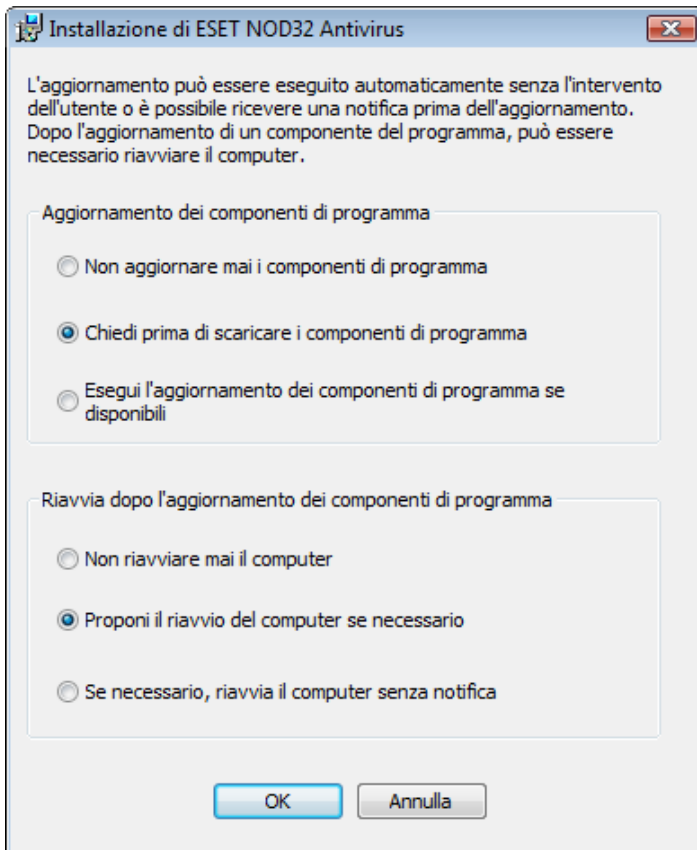 Installazione di ESET NOD32 Antivirus
L'aggiornamento può essere eseguito automaticamente senza l'intervento
dell'utente o è possibile ricevere una notifica prima dell'aggiornamento.
Dopo l'aggiornamento di un componente del programma, può essere
necessario riavviare il computer.
Aggiornamento dei componenti di programma
Non aggiornare mai i componenti di programma
Chiedi prima di scaricare i componenti di programma
Esegui l'aggiornamento dei componenti di programma se
disponibili
Riavvia dopo l'aggiornamento dei componenti di programma
Non riavviare mai il computer
Proponi il riavvio del computer se necessario
Se necessario, riavvia il computer senza notifica
OK Annulla